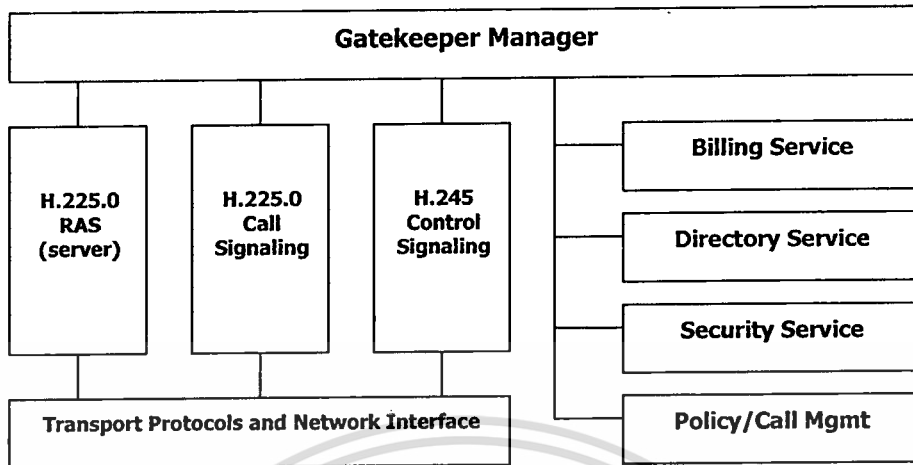 Gatekeeper Manager
H.225.0
RAS
(server)
H.225.0
Call
Signaling
H.245
Control
Signaling
Billing Service
Directory Service
Security Service
Policy/Call Mgmt
Transport Protocols and Network Interface